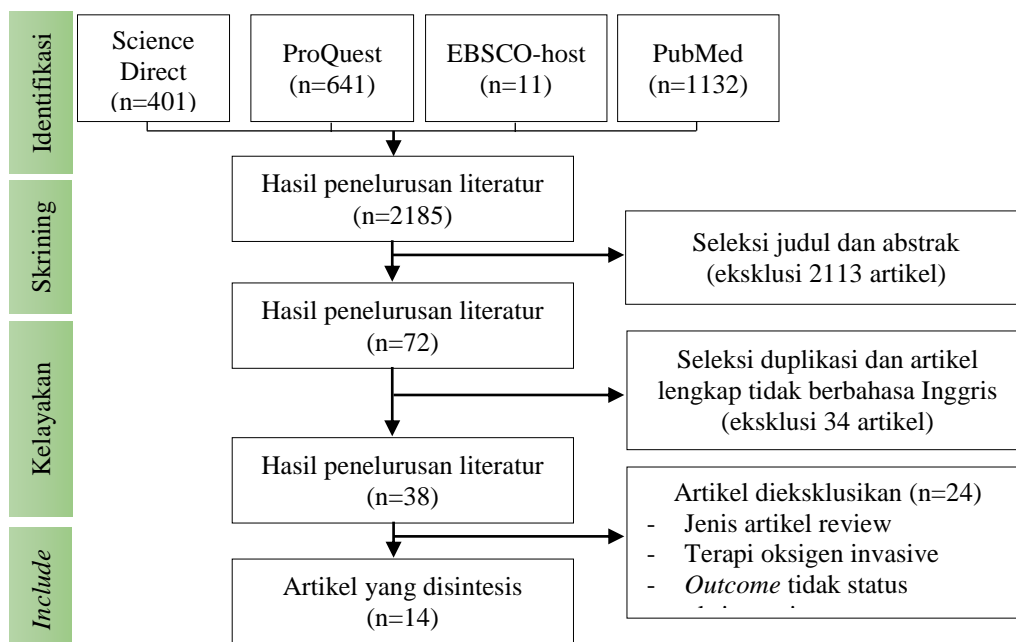 Identifikasi
Science
Direct
(n=401)
ProQuest
(n=641)
EBSCO-host
(n=11)
PubMed
(n=1132)
Hasil penelurusan literatur
(n=2185)
Skrining
Seleksi judul dan abstrak
(eksklusi 2113 artikel)
Hasil penelurusan literatur
(n=72)
Kelayakan
Seleksi duplikasi dan artikel
lengkap tidak berbahasa Inggris
(eksklusi 34 artikel)
Hasil penelurusan literatur
(n=38)
Artikel dieksklusikan (n=24)
- Jenis artikel review
- Terapi oksigen invasive
- Outcome tidak status
Include
Artikel yang disintesis
(n=14)